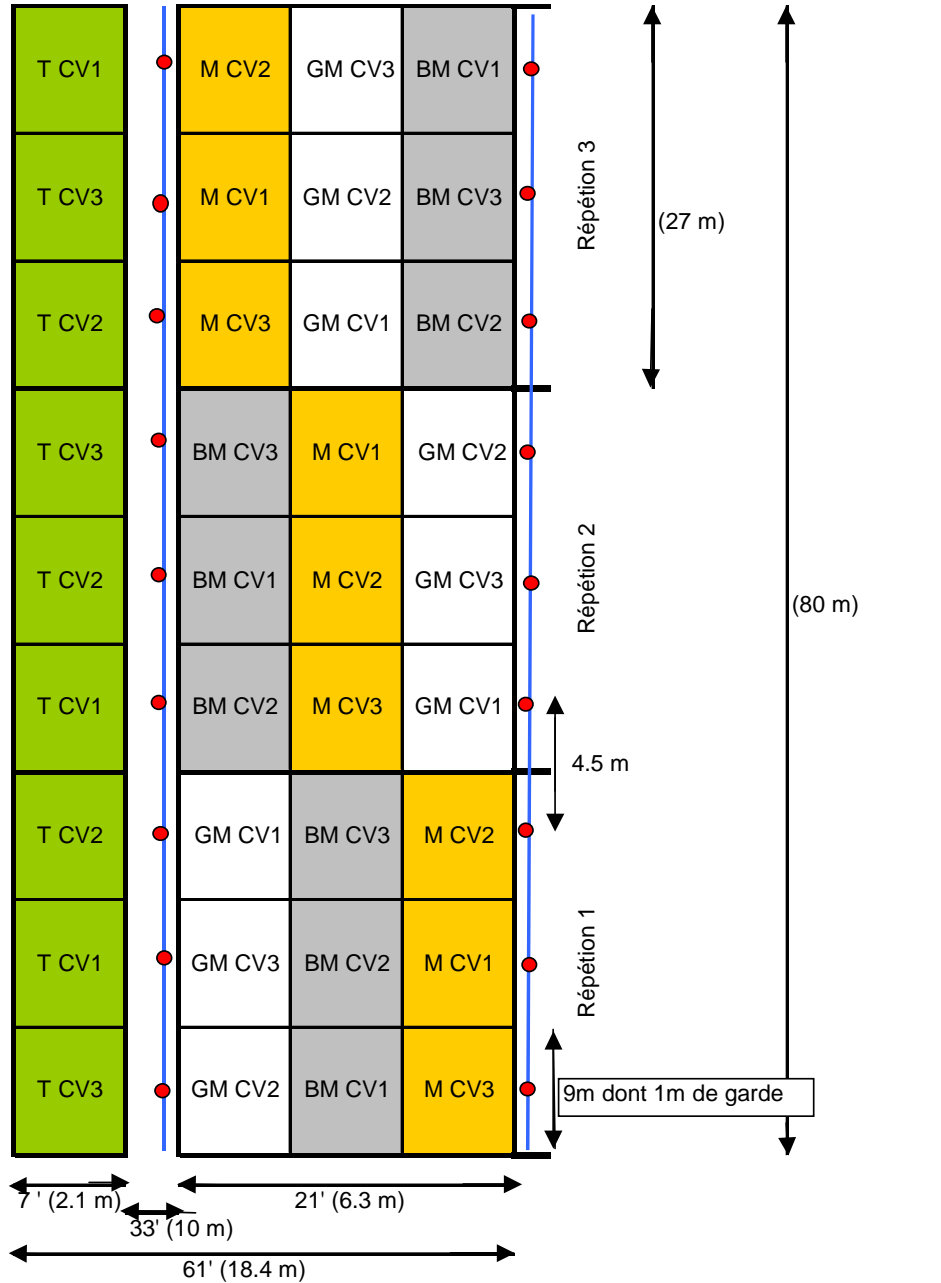 T CV1 M CV2 GM CV3 BM CV1
T CV3 M CV1 GM CV2 BM CV3
T CV2 M CV3 GM CV1 BM CV2
Répétion 3
(27 m)
T CV3 BM CV3 M CV1 GM CV2
T CV2 BM CV1 M CV2 GM CV3
T CV1 BM CV2 M CV3 GM CV1
Répétion 2
(80 m)
4.5 m
T CV2 GM CV1 BM CV3 M CV2
T CV1 GM CV3 BM CV2 M CV1
T CV3 GM CV2 BM CV1 M CV3
Répétion 1
9m dont 1m de garde
7 ' (2.1 m)
21' (6.3 m)
33' (10 m)
61' (18.4 m)